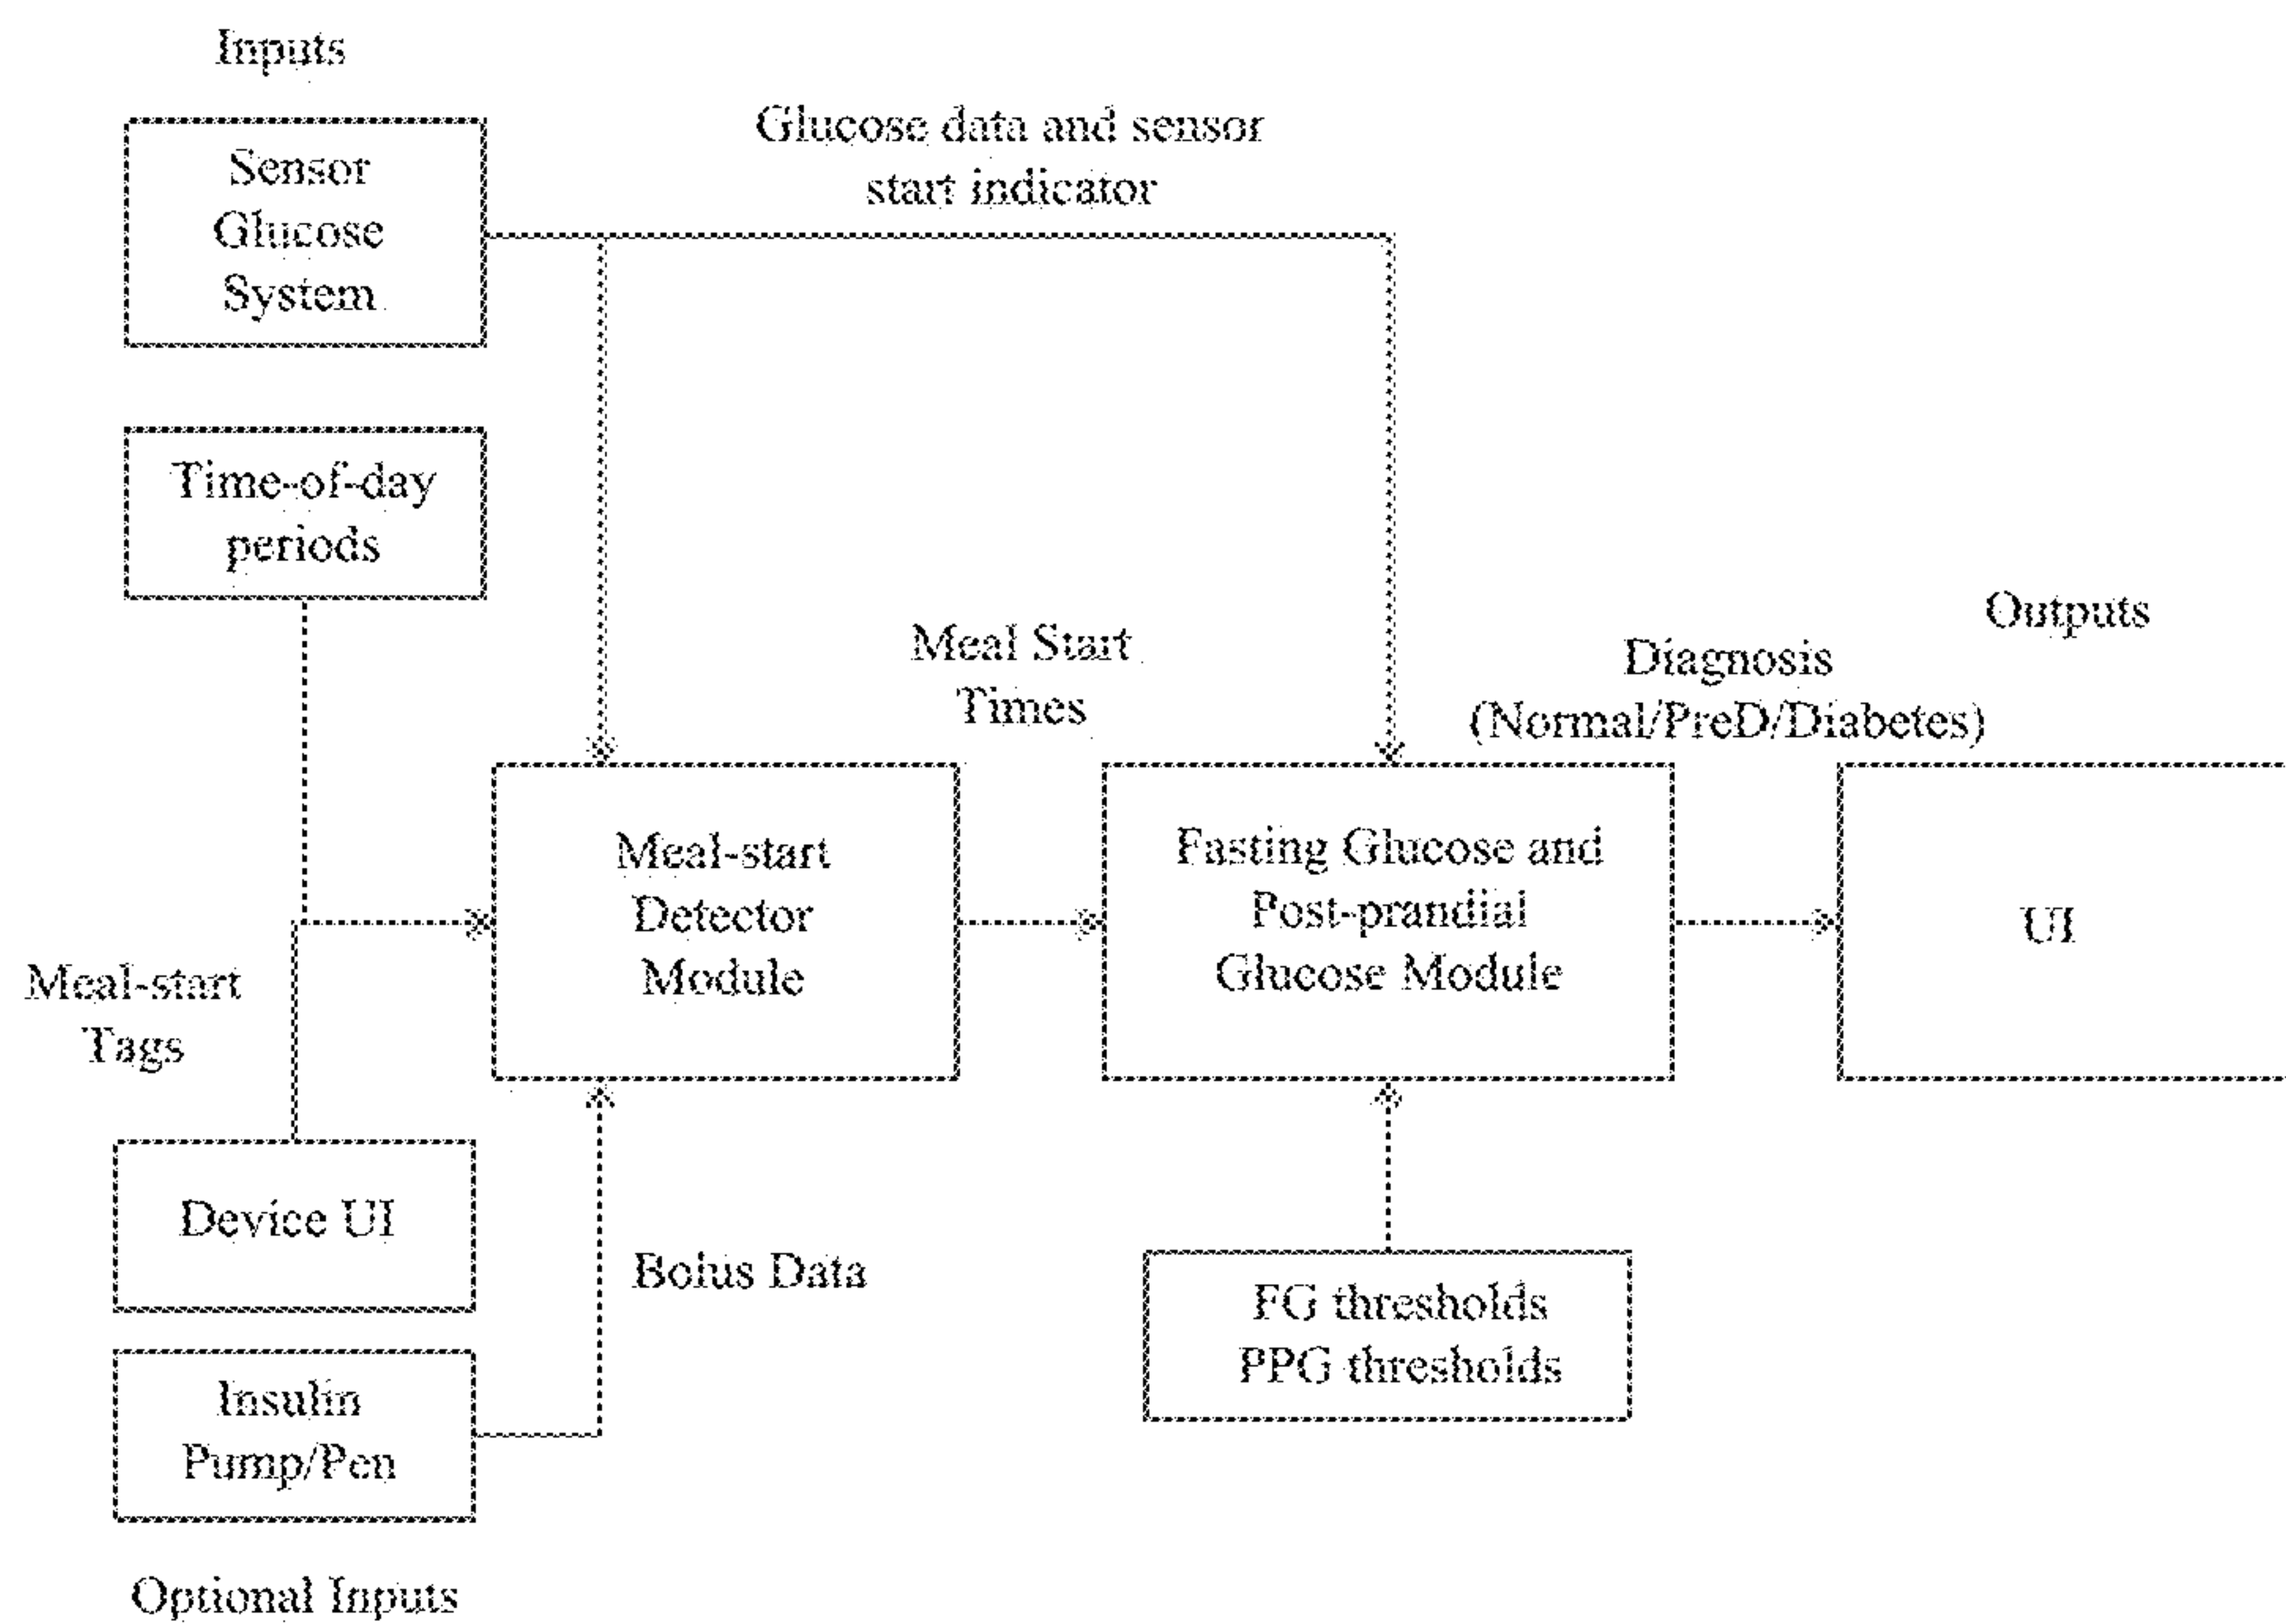 Inputs
Sensor
Glucose
System
Glucose data and sensor
start indicator
Time-of-day
periods
Meal Start
Times
Outputs
Diagnosis
(Normal/PreD/Diabetes)
Meal-start
Detector
Module
Fasting Glucose and
Post-prandial
Glucose Module
UI
Meal-start
Tags
Device UI
Bolus Data
FG thresholds
PPG thresholds
Insulin
Pump/Pen
Optional Inputs